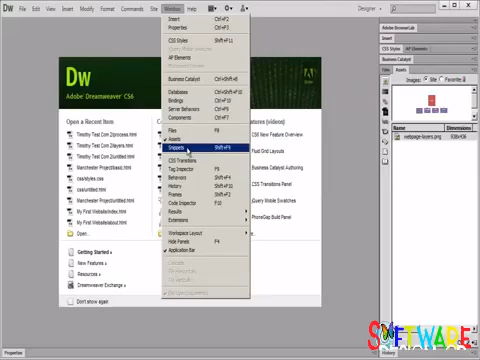 Dw File Edit View Insert Modify Format Commands Site Window Help
Designer
Insert Ctrl+F2
Properties Ctrl+F3
CSS Styles Shift+F11
AP Elements
Business Catalyst Ctrl+Shift+B
Databases Ctrl+Shift+F10
Bindings Ctrl+F10
Server Behaviors Ctrl+F9
Components Ctrl+F7
Files F8
Assets
Snippets Shift+F9
CSS Transitions
Tag Inspector F9
Behaviors Shift+F4
History Shift+F10
Frames Shift+F2
Code Inspector F10
Results
Extensions
Workspace Layout
Hide Panels F4
Application Bar
Dw
Adobe Dreamweaver CS6
Open a Recent Item
Timothy Test Com 2/process.html
Timothy Test Com 2/layers.html
Timothy Test Com 2/untitled.html
Manchester Project/contact.html
css/styles.css
css/untitled.html
Manchester Project/index.html
My First Website/index.html
My First Website/about.html
Open...
Getting Started »
New Features »
Resources »
Dreamweaver Exchange »
Don't show again
(videos)
CS6 New Feature Overview
Fluid Grid Layouts
Business Catalyst Authoring
CSS Transitions Panel
jQuery Mobile Swatches
PhoneGap Build Project
Adobe BrowserLab
Insert
CSS Styles AP Elements
Business Catalyst
Files Assets
Images: Site Favorites
Name Dimensions
webpage-layers.png 938x436
Properties
History
SOFTWARE